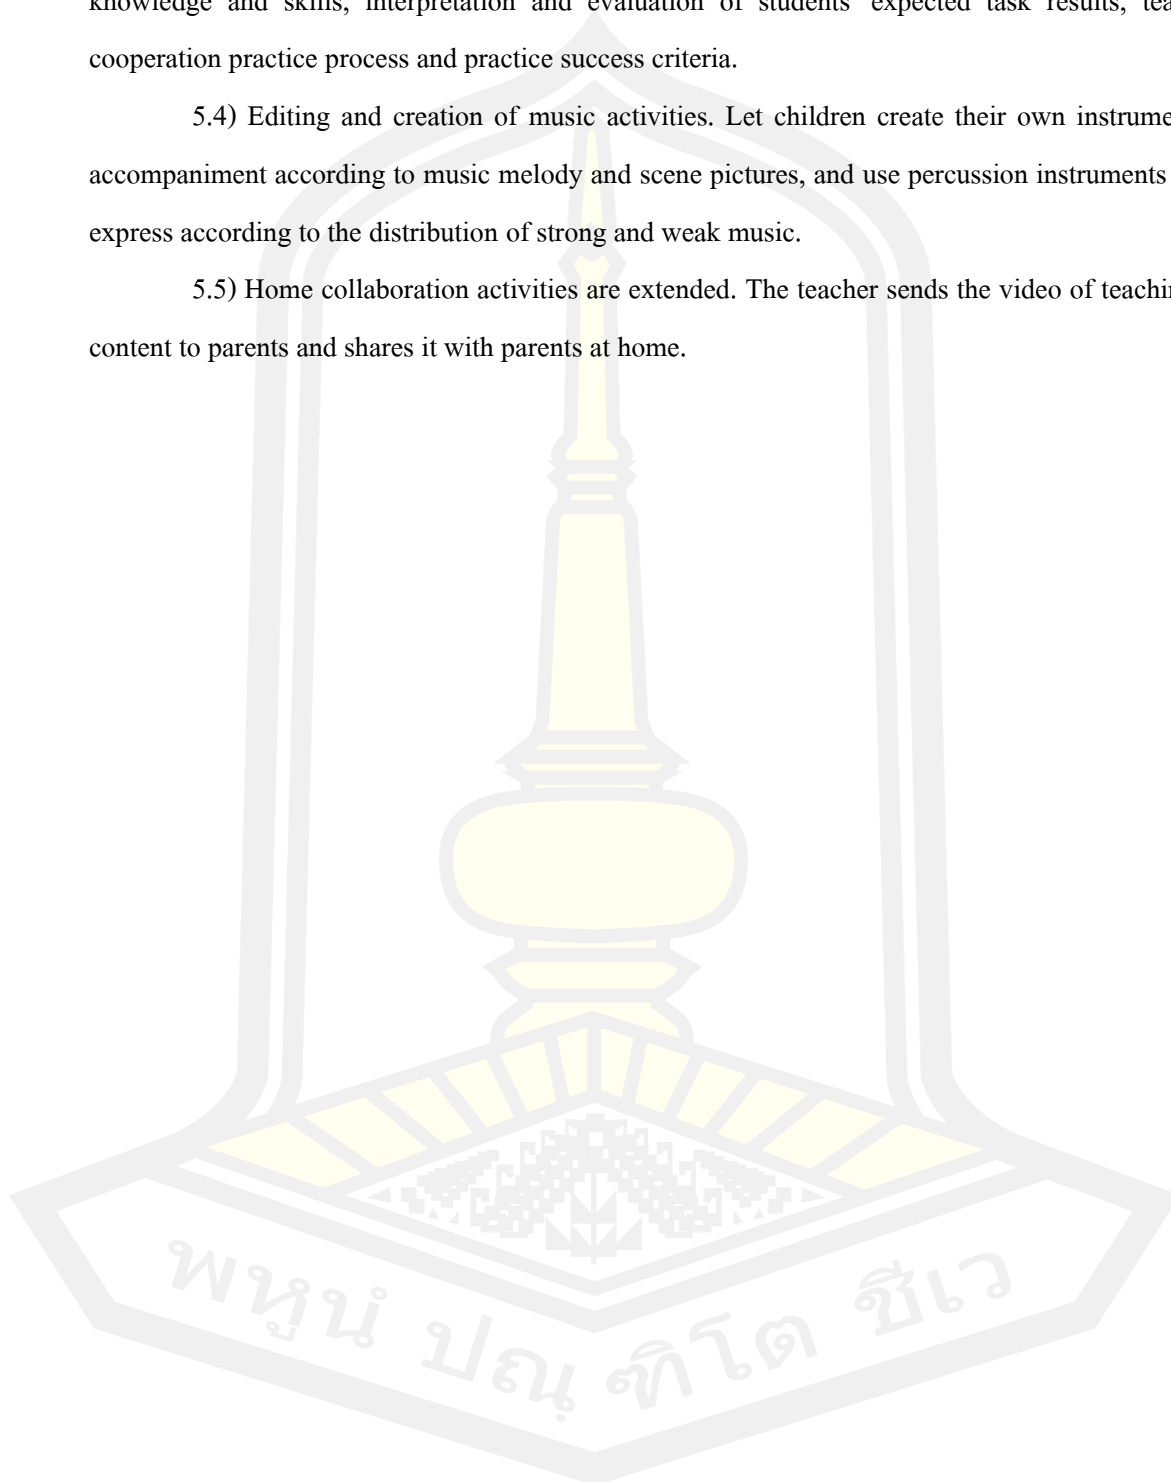 knowledge and skills, interpretation and evaluation of students' expected task results,
cooperation practice process and practice success criteria.
5.4) Editing and creation of music activities. Let children create their own
accompaniment according to music melody and scene pictures, and use percussion instruments
express according to the distribution of strong and weak music.
5.5) Home collaboration activities are extended. The teacher sends the video of
content to parents and shares it with parents at home.
พหูนํ ปณฺฑิโต ชีเว